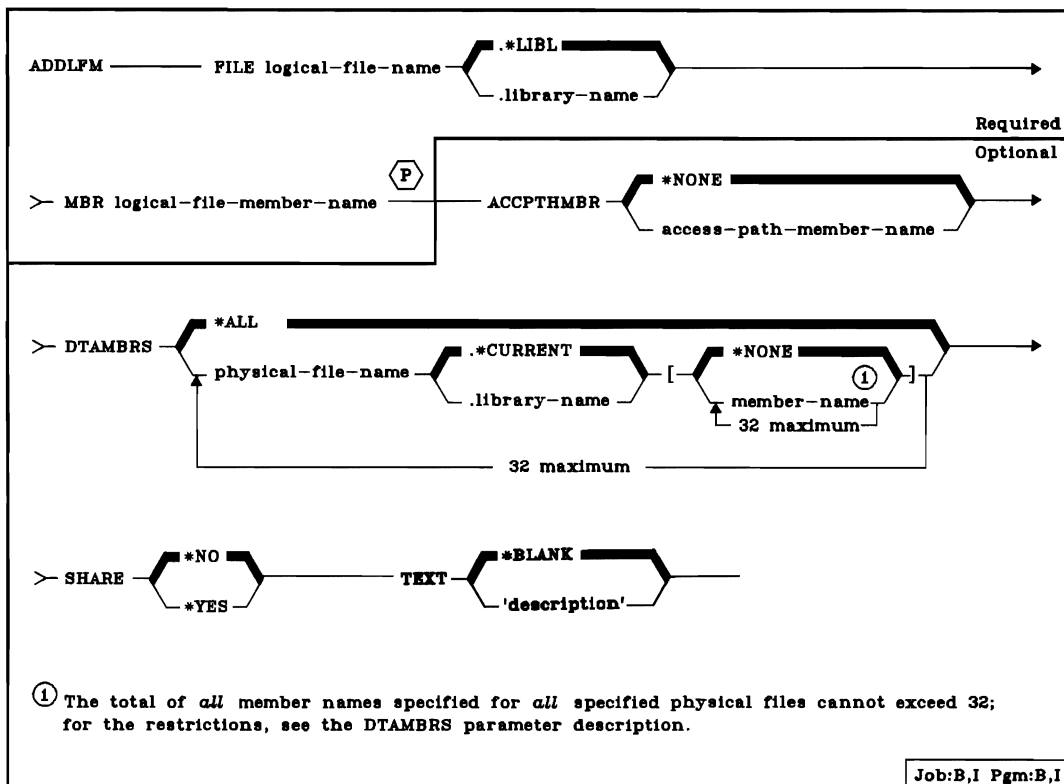 .*LIBL
ADDLFM FILE logical-file-name
.library-name
Required
Optional
P
*NONE
MBR logical-file-member-name ACCPTHMBR
access-path-member-name
*ALL
DTAMBRS
.*CURRENT *NONE
physical-file-name [ ① ]
.library-name member-name
32 maximum
32 maximum
*NO *BLANK
SHARE TEXT
*YES 'description'
① The total of all member names specified for all specified physical files cannot exceed 32;
for the restrictions, see the DTAMBRS parameter description.
Job:B,I Pgm:B,I